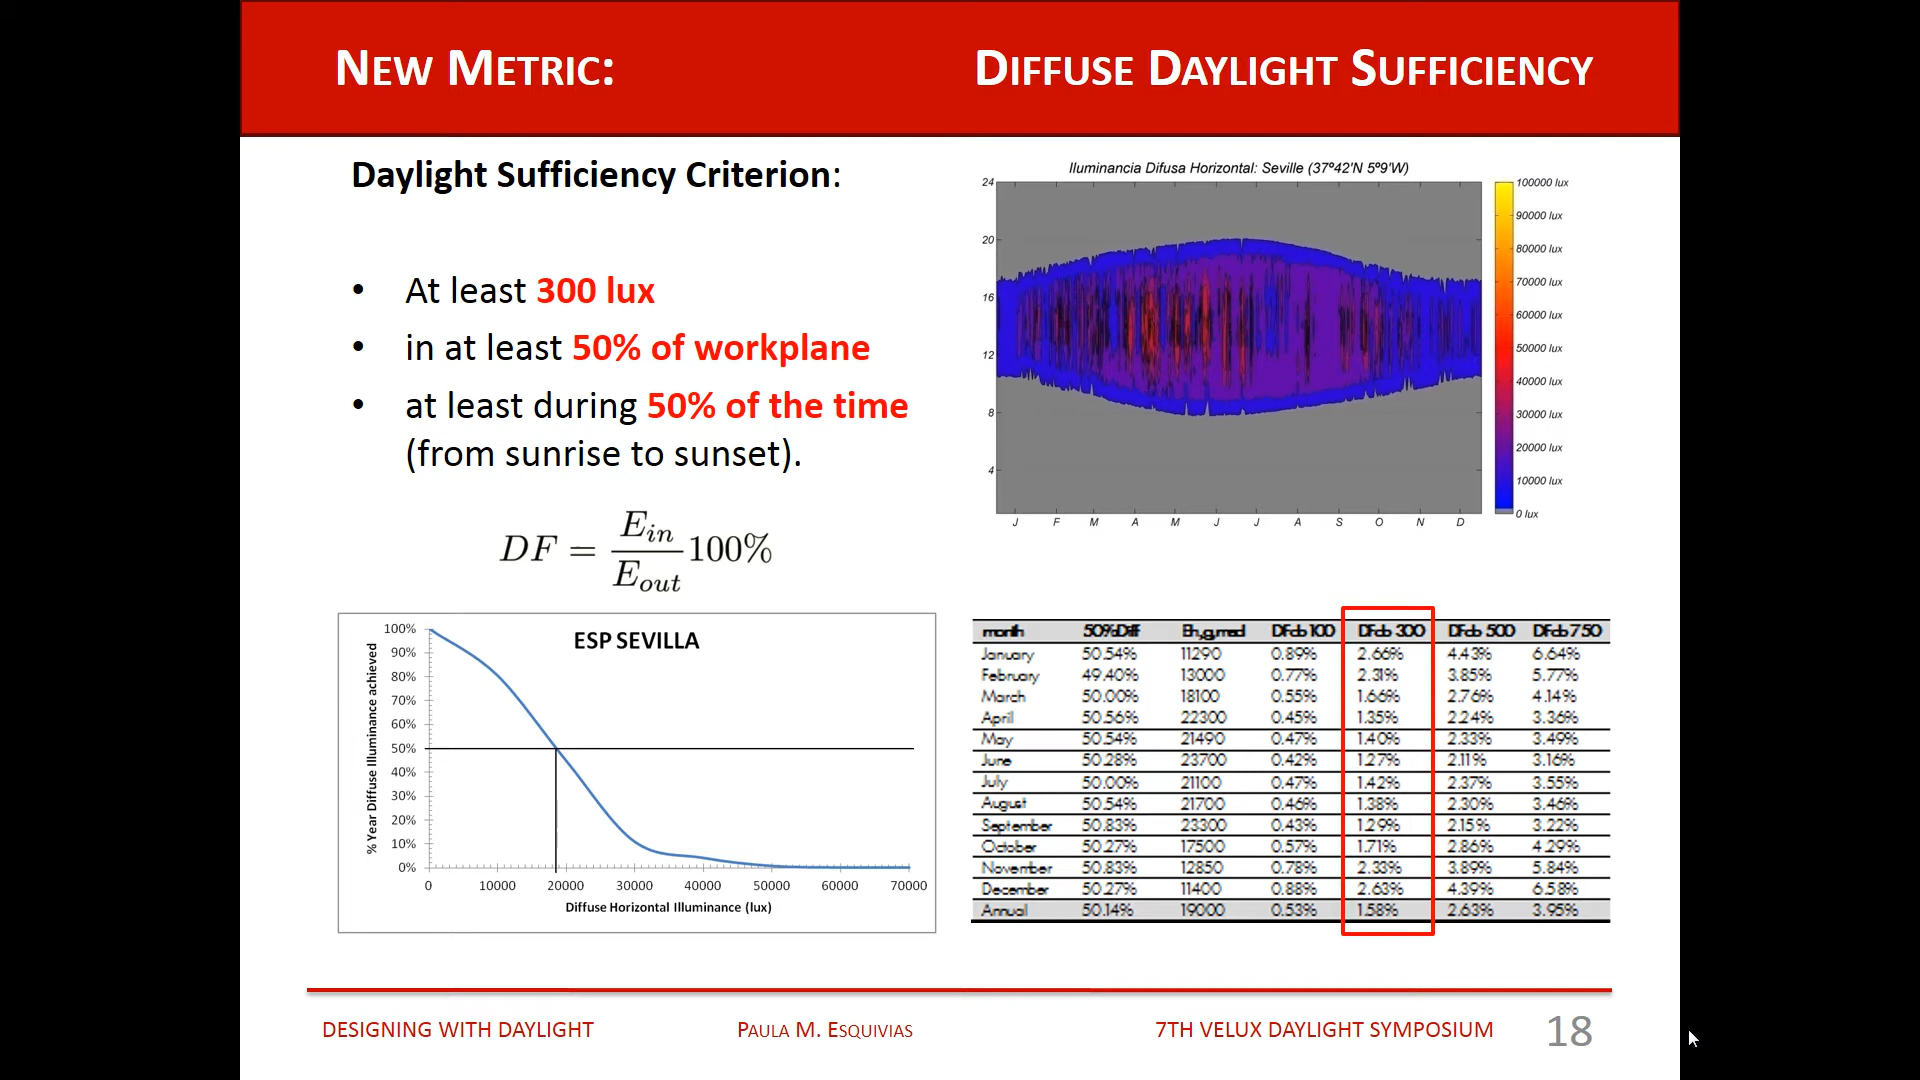 NEW METRIC: DIFFUSE DAYLIGHT SUFFICIENCY
Daylight Sufficiency Criterion:
• At least 300 lux
• in at least 50% of workplane
• at least during 50% of the time
(from sunrise to sunset).
DF = E_in / E_out 100%
Iluminancia Difusa Horizontal: Seville (37º42'N 5º9'W)
24
20
16
12
8
4
J F M A M J J A S O N D
100000 lux
90000 lux
80000 lux
70000 lux
60000 lux
50000 lux
40000 lux
30000 lux
20000 lux
10000 lux
0 lux
ESP SEVILLA
% Year Diffuse Illuminance achieved
100%
90%
80%
70%
60%
50%
40%
30%
20%
10%
0%
0 10000 20000 30000 40000 50000 60000 70000
Diffuse Horizontal Illuminance (lux)
month 50%Diff Eh,g,med DFcb 100 DFcb 300 DFcb 500 DFcb 750
January 50.54% 11290 0.89% 2.66% 4.43% 6.64%
February 49.40% 13000 0.77% 2.31% 3.85% 5.77%
March 50.00% 18100 0.55% 1.66% 2.76% 4.14%
April 50.56% 22300 0.45% 1.35% 2.24% 3.36%
May 50.54% 21490 0.47% 1.40% 2.33% 3.49%
June 50.28% 23700 0.42% 1.27% 2.11% 3.16%
July 50.00% 21100 0.47% 1.42% 2.37% 3.55%
August 50.54% 21700 0.46% 1.38% 2.30% 3.46%
September 50.83% 23300 0.43% 1.29% 2.15% 3.22%
October 50.27% 17500 0.57% 1.71% 2.86% 4.29%
November 50.83% 12850 0.78% 2.33% 3.89% 5.84%
December 50.27% 11400 0.88% 2.63% 4.39% 6.58%
Annual 50.14% 19000 0.53% 1.58% 2.63% 3.95%
DESIGNING WITH DAYLIGHT PAULA M. ESQUIVIAS 7TH VELUX DAYLIGHT SYMPOSIUM 18